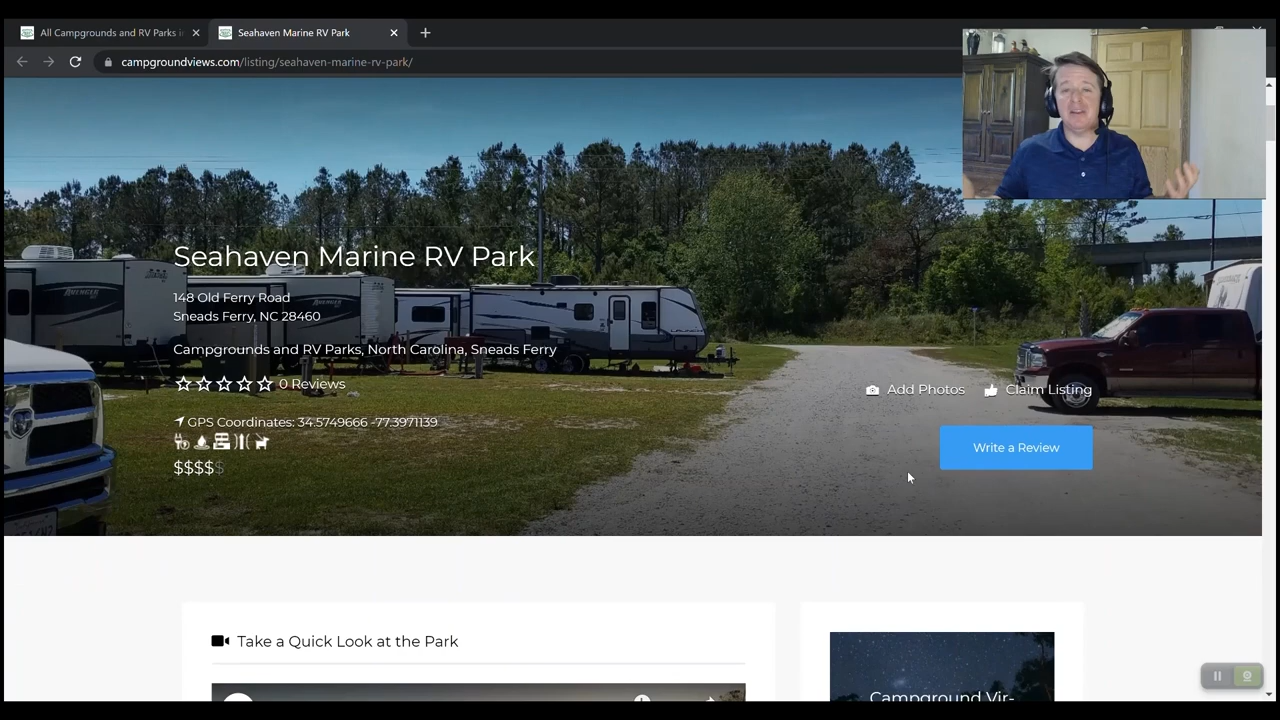 All Campgrounds and RV Parks i
Seahaven Marine RV Park
campgroundviews.com/listing/seahaven-marine-rv-park/
Seahaven Marine RV Park
148 Old Ferry Road
Sneads Ferry, NC 28460
Campgrounds and RV Parks, North Carolina, Sneads Ferry
0 Reviews
Add Photos
Claim Listing
GPS Coordinates: 34.5749666 -77.3971139
$$$$$
Write a Review
Take a Quick Look at the Park
Campground Vir-